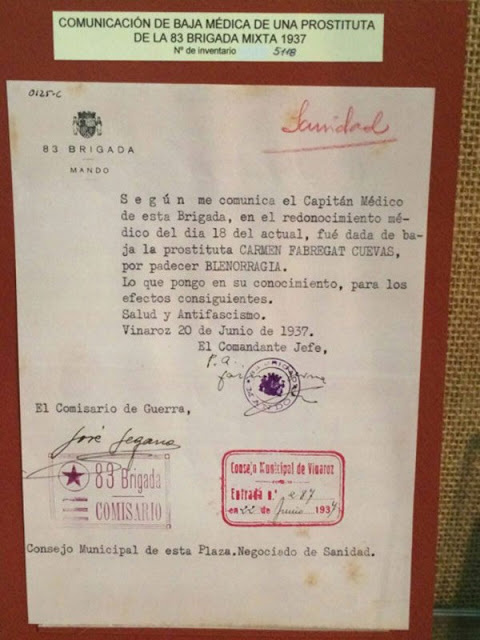 COMUNICACIÓN DE BAJA MÉDICA DE UNA PROSTITUTA
DE LA 83 BRIGADA MIXTA 1937
Nº de inventario 5118
0125-C
Sanidad
83 BRIGADA
MANDO
Según me comunica el Capitán Médico
de esta Brigada, en el redonocimiento mé-
dico del dia 18 del actual, fué dada de ba-
ja la prostituta CARMEN FABREGAT CUEVAS,
por padecer BLENORRAGIA.
Lo que pongo en su conocimiento, para los
efectos consiguientes.
Salud y Antifascismo.
Vinaroz 20 de Junio de 1937.
El Comandante Jefe,
P.A.
El Comisario de Guerra,
José Segano
83 Brigada
COMISARIO
Consejo Municipal de Vinaroz
Entrada n.º 287
en 22 de Junio 1937
Consejo Municipal de esta Plaza.Negociado de Sanidad.